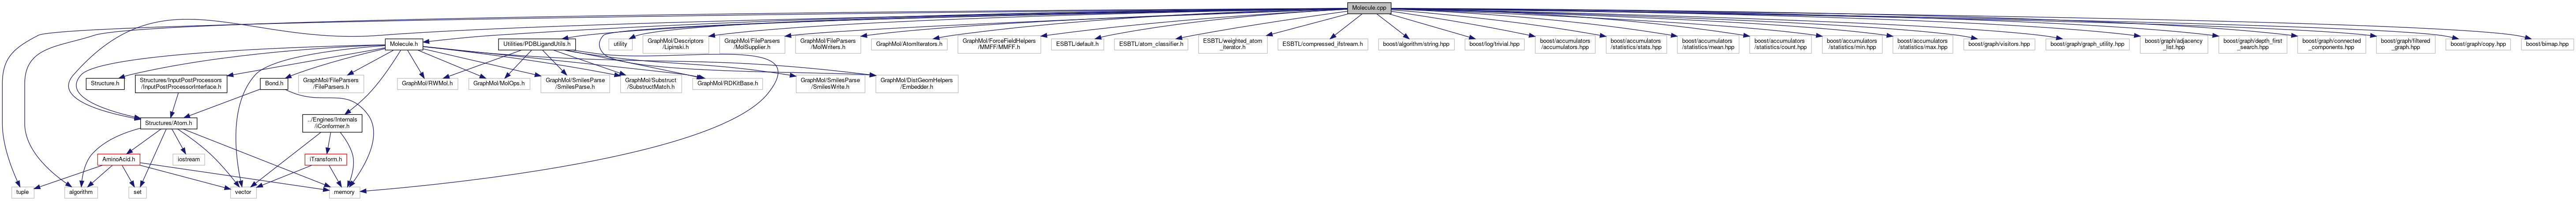 Molecule.cpp
Molecule.h
Utilities/PDBLigandUtils.h
utility
GraphMol/Descriptors
/Lipinski.h
GraphMol/FileParsers
/MolSupplier.h
GraphMol/FileParsers
/MolWriters.h
GraphMol/AtomIterators.h
GraphMol/ForceFieldHelpers
/MMFF/MMFF.h
ESBTL/default.h
ESBTL/atom_classifier.h
ESBTL/weighted_atom
_iterator.h
ESBTL/compressed_ifstream.h
boost/algorithm/string.hpp
boost/log/trivial.hpp
boost/accumulators
/accumulators.hpp
boost/accumulators
/statistics/stats.hpp
boost/accumulators
/statistics/mean.hpp
boost/accumulators
/statistics/count.hpp
boost/accumulators
/statistics/min.hpp
boost/accumulators
/statistics/max.hpp
boost/graph/visitors.hpp
boost/graph/graph_utility.hpp
boost/graph/adjacency
_list.hpp
boost/graph/depth_first
_search.hpp
boost/graph/connected
_components.hpp
boost/graph/filtered
_graph.hpp
boost/graph/copy.hpp
boost/bimap.hpp
Structure.h
Structures/InputPostProcessors
/InputPostProcessorInterface.h
Bond.h
GraphMol/FileParsers
/FileParsers.h
GraphMol/RWMol.h
GraphMol/MolOps.h
GraphMol/SmilesParse
/SmilesParse.h
GraphMol/Substruct
/SubstructMatch.h
GraphMol/RDKitBase.h
GraphMol/SmilesParse
/SmilesWrite.h
GraphMol/DistGeomHelpers
/Embedder.h
Structures/Atom.h
../Engines/Internals
/iConformer.h
AminoAcid.h
iostream
iTransform.h
tuple
algorithm
set
vector
memory